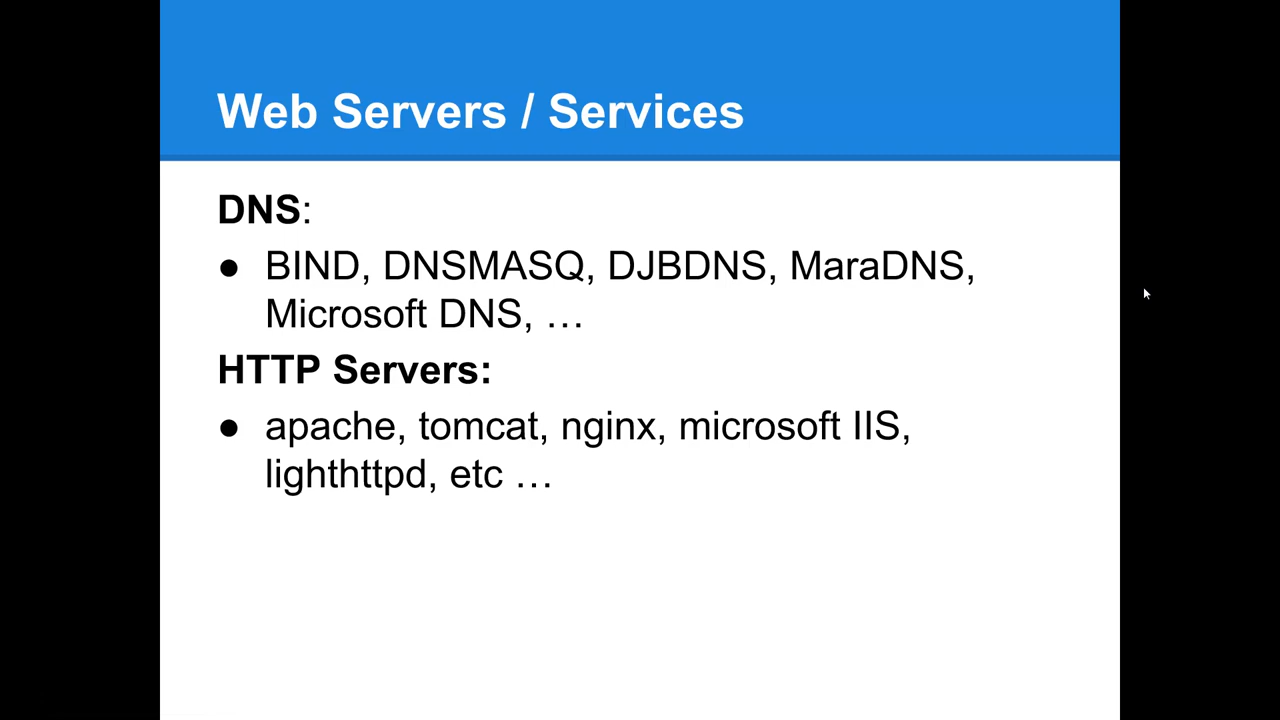 Web Servers / Services
DNS:
● BIND, DNSMASQ, DJBDNS, MaraDNS,
Microsoft DNS, …
HTTP Servers:
● apache, tomcat, nginx, microsoft IIS,
lighthttpd, etc …